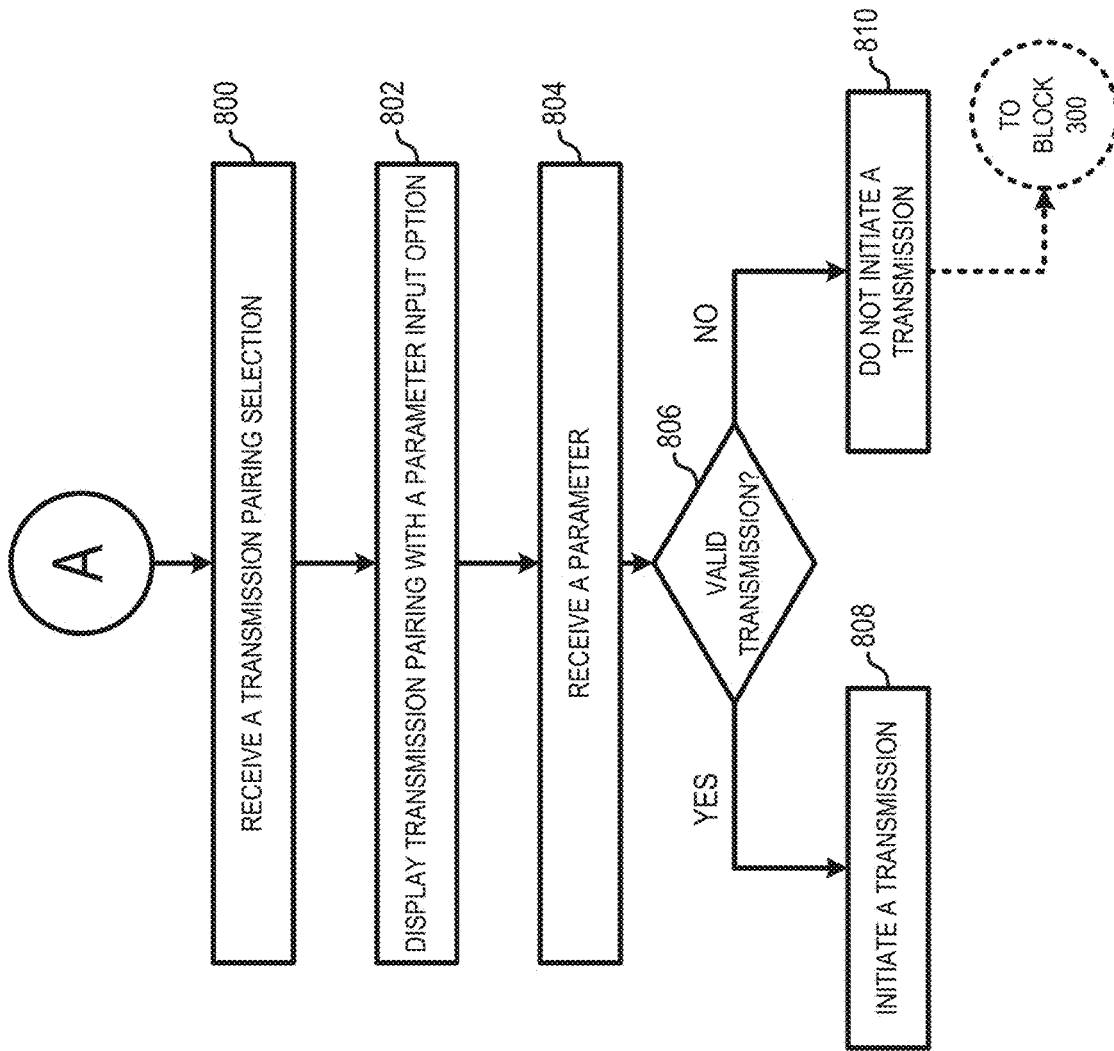 A
800
RECEIVE A TRANSMISSION PAIRING SELECTION
802
DISPLAY TRANSMISSION PAIRING WITH A PARAMETER INPUT OPTION
804
RECEIVE A PARAMETER
806
VALID
TRANSMISSION?
YES
NO
808
INITIATE A TRANSMISSION
810
DO NOT INITIATE A
TRANSMISSION
TO
BLOCK
300